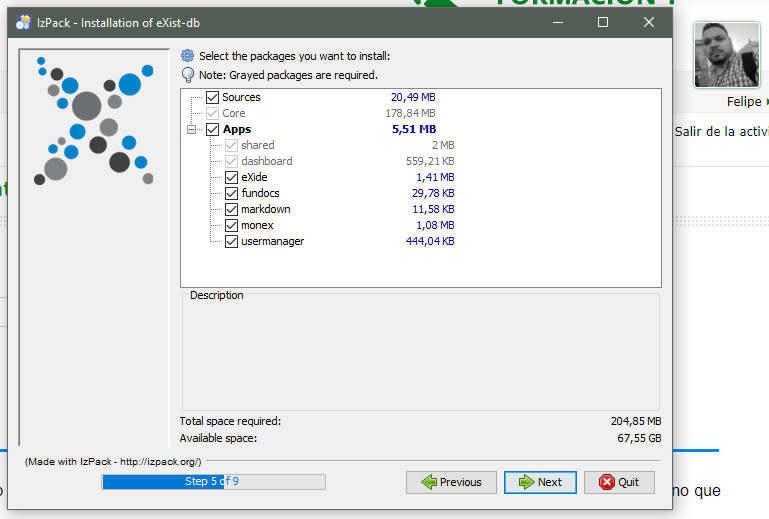 IzPack - Installation of eXist-db
Select the packages you want to install:
Note: Grayed packages are required.
Sources 20,49 MB
Core 178,84 MB
Apps 5,51 MB
shared 2 MB
dashboard 559,21 KB
eXide 1,41 MB
fundocs 29,78 KB
markdown 11,58 KB
monex 1,08 MB
usermanager 444,04 KB
Description
Total space required: 204,85 MB
Available space: 67,55 GB
(Made with IzPack - http://izpack.org/)
Step 5 of 9
Previous
Next
Quit
Felipe
Salir de la activi
no que